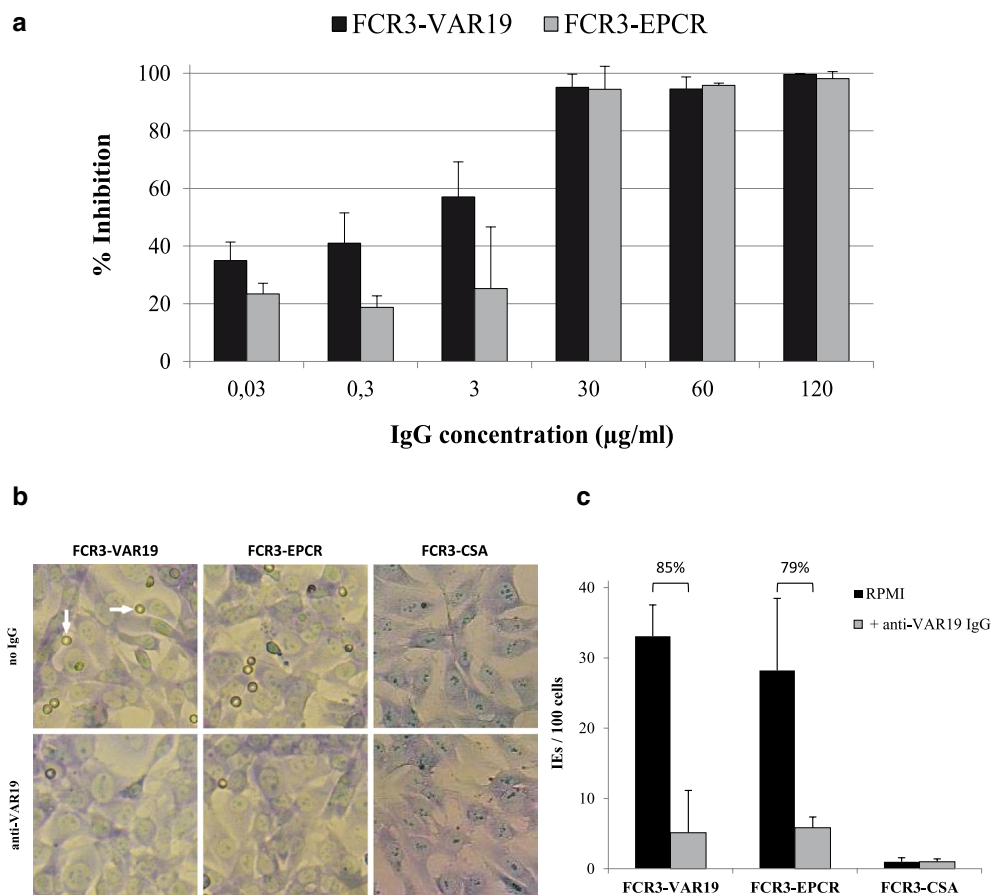 a
FCR3-VAR19 FCR3-EPCR
% Inhibition
100
80
60
40
20
0
0,03 0,3 3 30 60 120
IgG concentration (µg/ml)
b
FCR3-VAR19 FCR3-EPCR FCR3-CSA
no IgG
anti-VAR19
c
85% 79%
RPMI
+ anti-VAR19 IgG
IEs / 100 cells
40
30
20
10
0
FCR3-VAR19 FCR3-EPCR FCR3-CSA